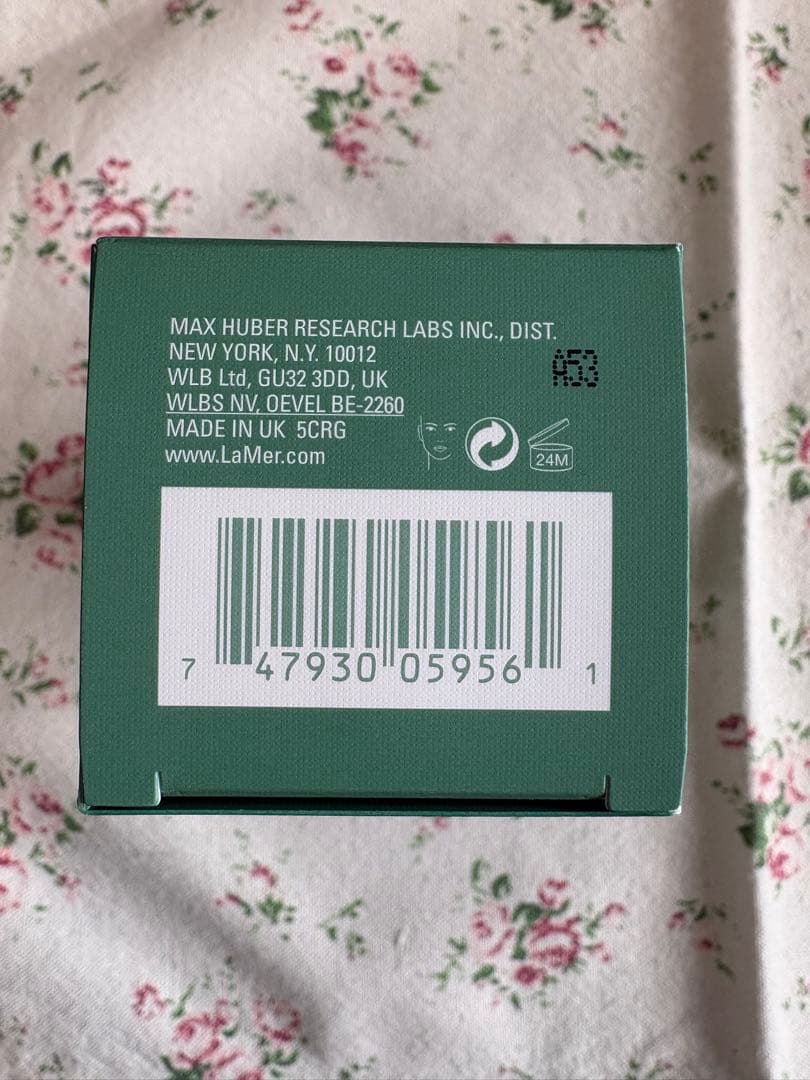 MAX HUBER RESEARCH LABS INC., DIST.
NEW YORK, N.Y. 10012
WLB Ltd, GU32 3DD, UK
WLBS NV, OEVEL BE-2260
MADE IN UK 5CRG
www.LaMer.com
A53
24M
7 47930 05956 1